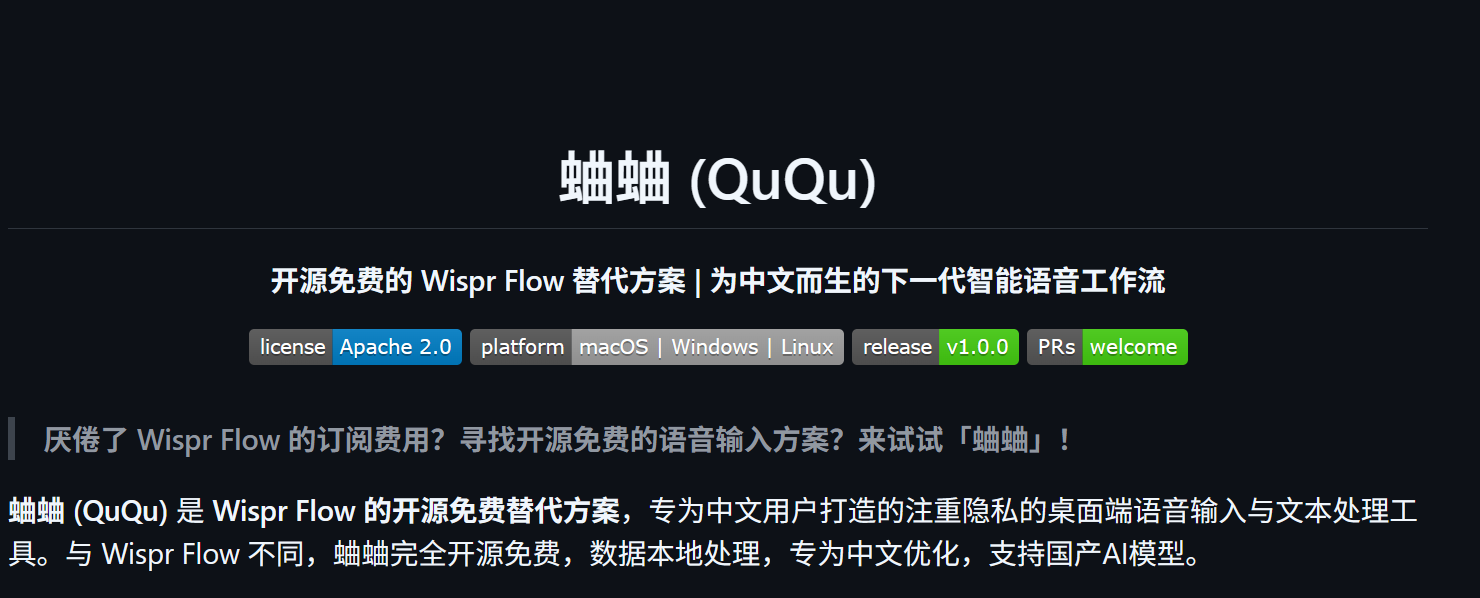 蛐蛐 (QuQu)
开源免费的 Wispr Flow 替代方案 | 为中文而生的下一代智能语音工作流
license Apache 2.0 platform macOS | Windows | Linux release v1.0.0 PRs welcome
厌倦了 Wispr Flow 的订阅费用？寻找开源免费的语音输入方案？来试试「蛐蛐」！
蛐蛐 (QuQu) 是 Wispr Flow 的开源免费替代方案，专为中文用户打造的注重隐私的桌面端语音输入与文本处理工
具。与 Wispr Flow 不同，蛐蛐完全开源免费，数据本地处理，专为中文优化，支持国产AI模型。